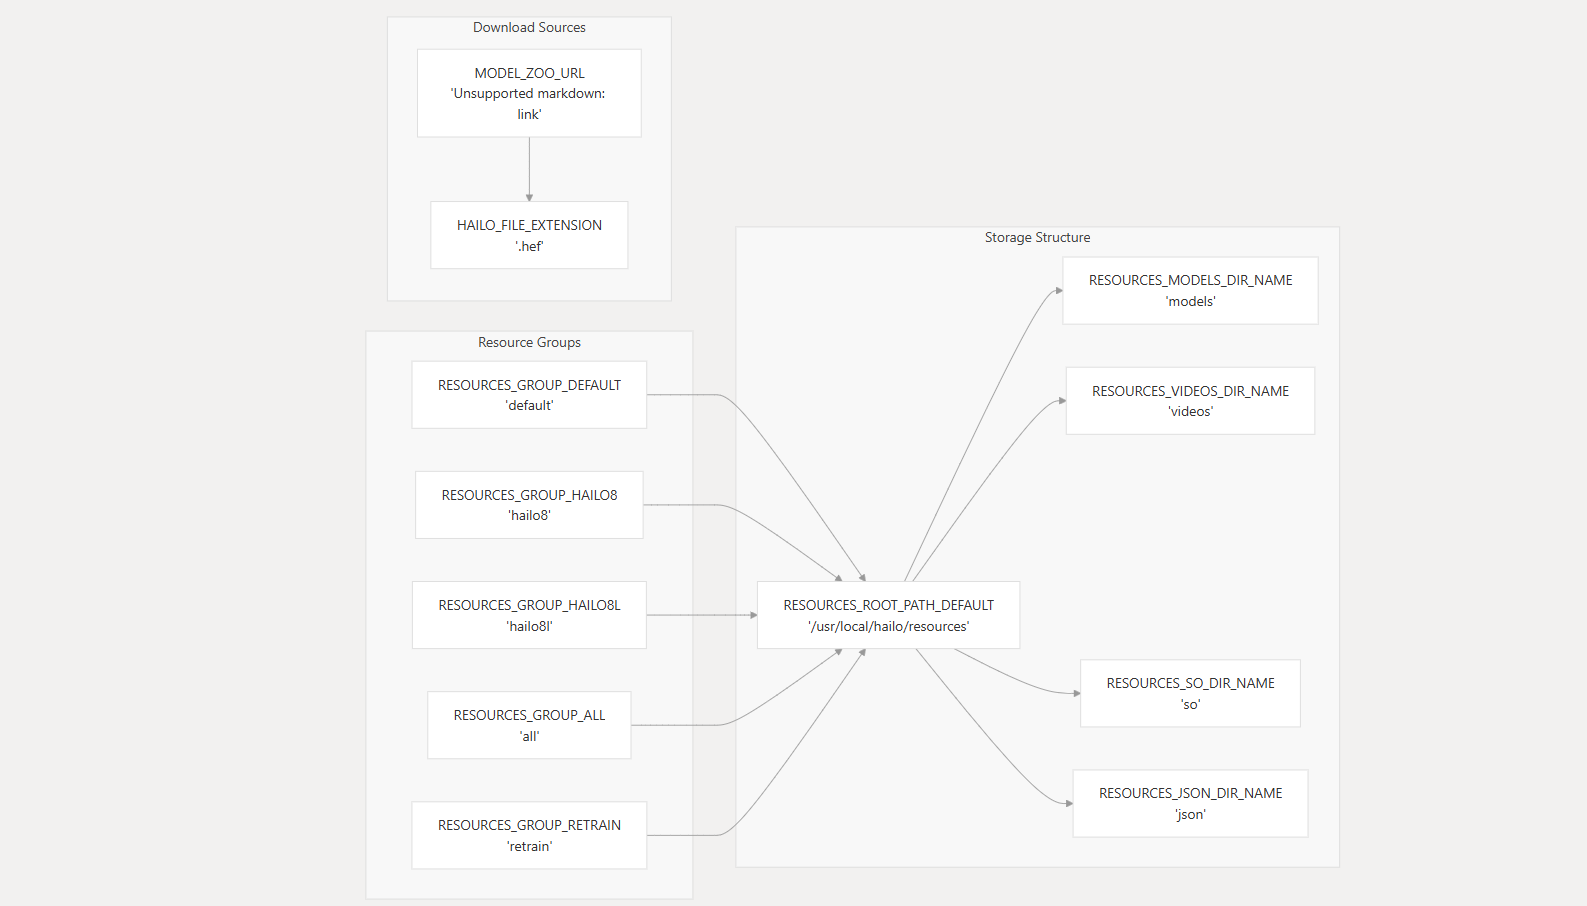 Download Sources
MODEL_ZOO_URL
'Unsupported markdown:
link'
HAILO_FILE_EXTENSION
'.hef'
Resource Groups
RESOURCES_GROUP_DEFAULT
'default'
RESOURCES_GROUP_HAILO8
'hailo8'
RESOURCES_GROUP_HAILO8L
'hailo8l'
RESOURCES_GROUP_ALL
'all'
RESOURCES_GROUP_RETRAIN
'retrain'
Storage Structure
RESOURCES_ROOT_PATH_DEFAULT
'/usr/local/hailo/resources'
RESOURCES_MODELS_DIR_NAME
'models'
RESOURCES_VIDEOS_DIR_NAME
'videos'
RESOURCES_SO_DIR_NAME
'so'
RESOURCES_JSON_DIR_NAME
'json'